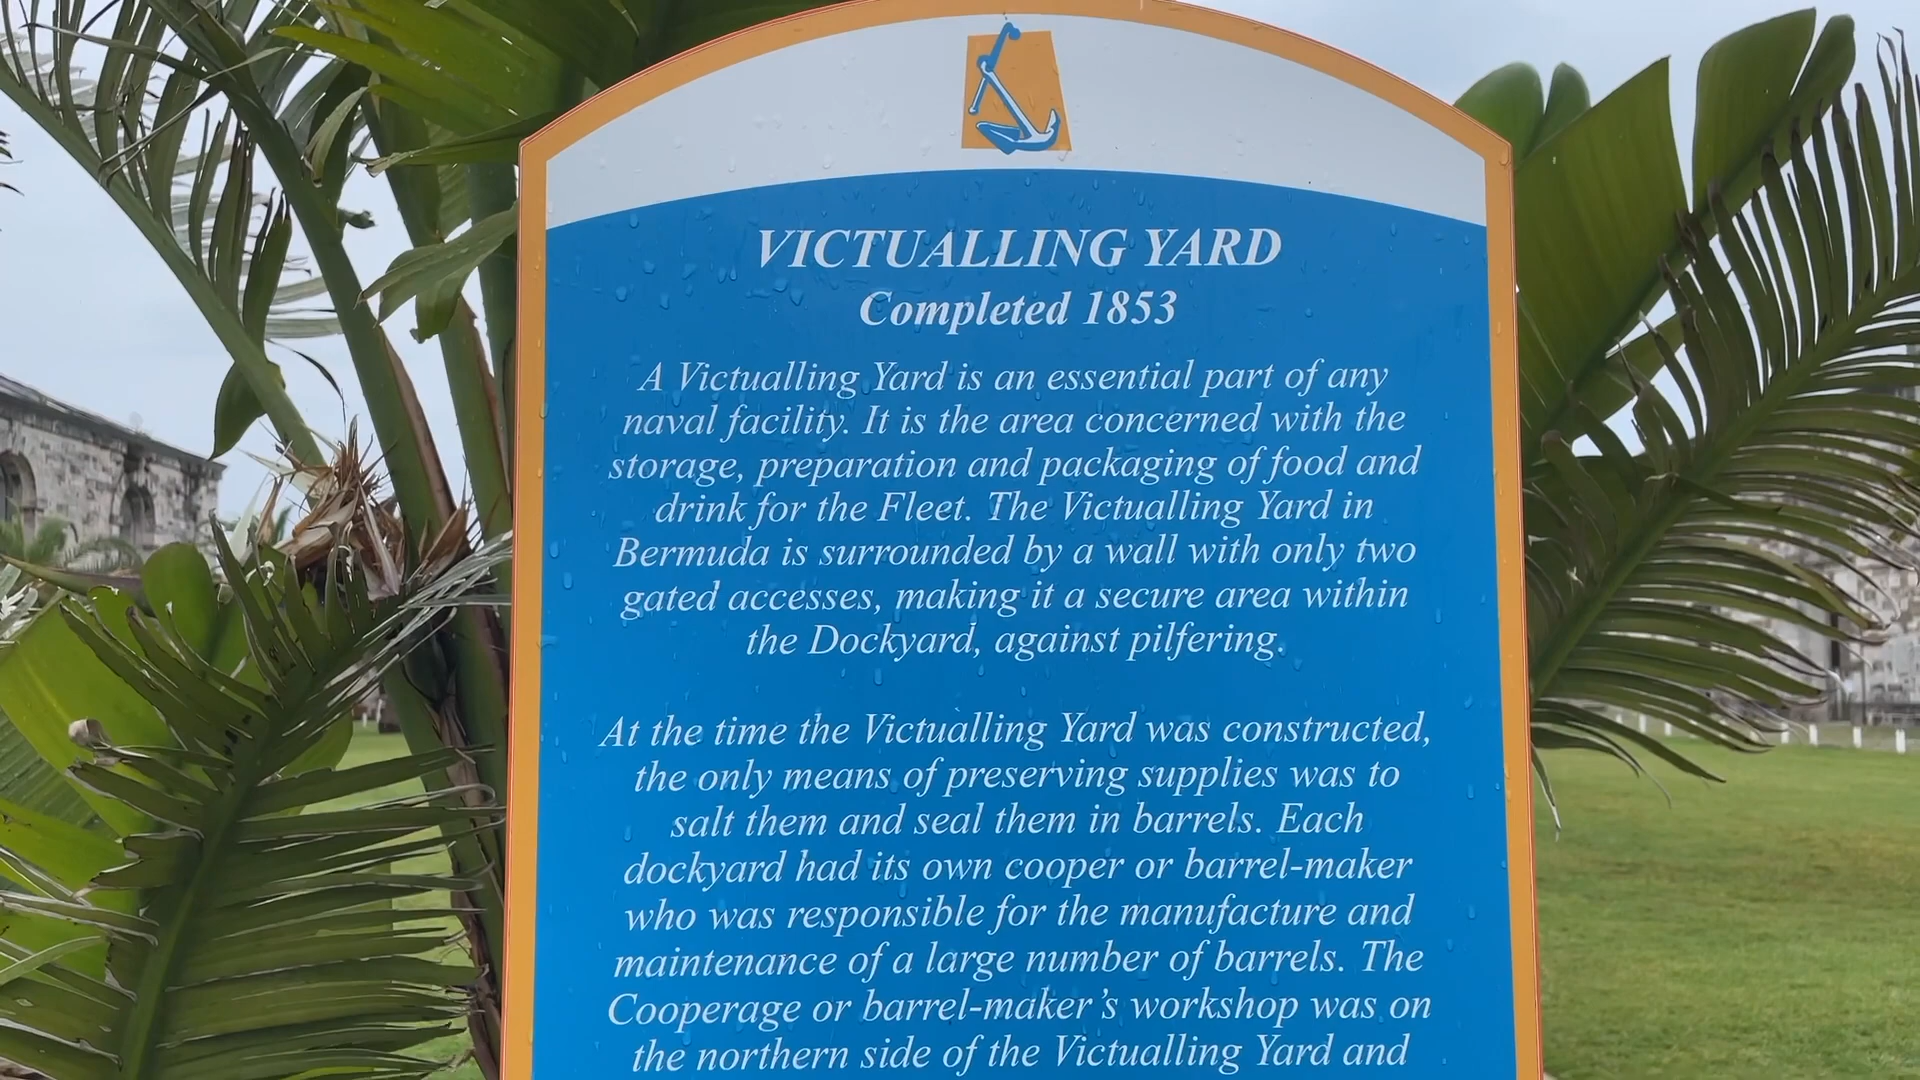 VICTUALLING YARD
Completed 1853
A Victualling Yard is an essential part of any
naval facility. It is the area concerned with the
storage, preparation and packaging of food and
drink for the Fleet. The Victualling Yard in
Bermuda is surrounded by a wall with only two
gated accesses, making it a secure area within
the Dockyard, against pilfering.
At the time the Victualling Yard was constructed,
the only means of preserving supplies was to
salt them and seal them in barrels. Each
dockyard had its own cooper or barrel-maker
who was responsible for the manufacture and
maintenance of a large number of barrels. The
Cooperage or barrel-maker's workshop was on
the northern side of the Victualling Yard and